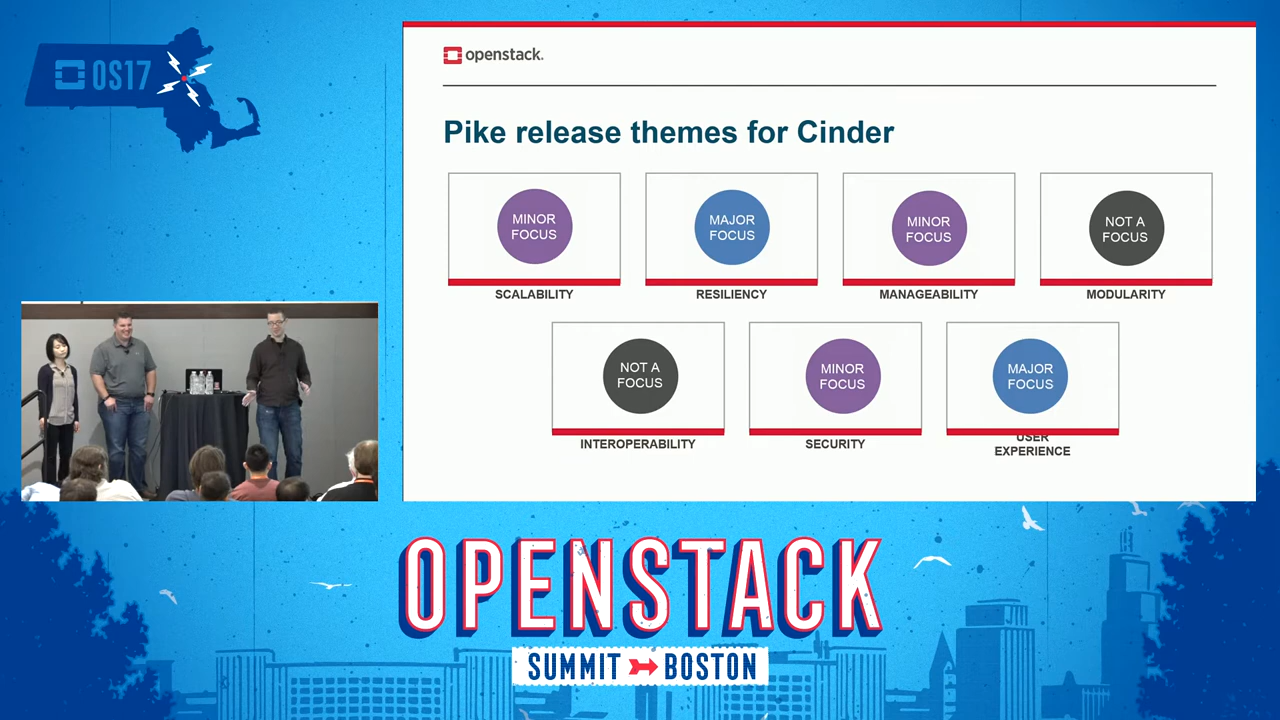 OS17
openstack.
Pike release themes for Cinder
MINOR
FOCUS
SCALABILITY
MAJOR
FOCUS
RESILIENCY
MINOR
FOCUS
MANAGEABILITY
NOT A
FOCUS
MODULARITY
NOT A
FOCUS
INTEROPERABILITY
MINOR
FOCUS
SECURITY
MAJOR
FOCUS
USER
EXPERIENCE
OPENSTACK
SUMMIT BOSTON